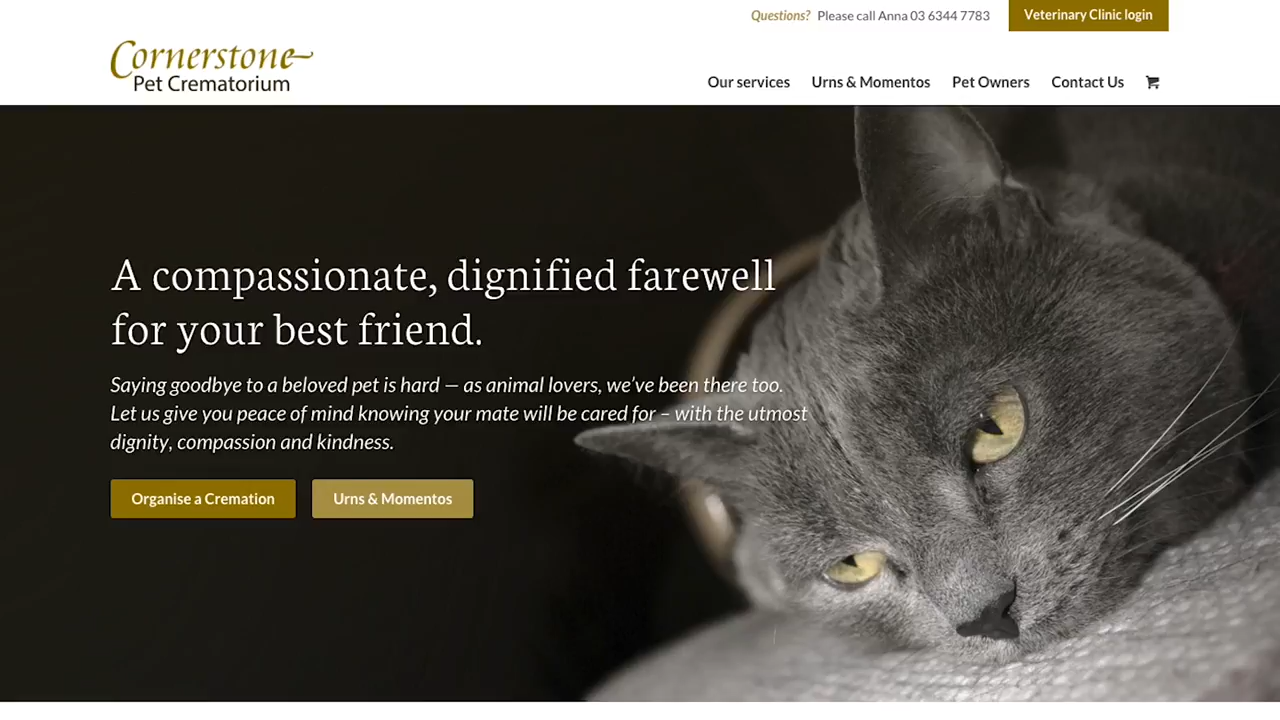 Questions? Please call Anna 03 6344 7783
Veterinary Clinic login
Cornerstone
Pet Crematorium
Our services
Urns & Momentos
Pet Owners
Contact Us
A compassionate, dignified farewell
for your best friend.
Saying goodbye to a beloved pet is hard — as animal lovers, we've been there too.
Let us give you peace of mind knowing your mate will be cared for – with the utmost
dignity, compassion and kindness.
Organise a Cremation
Urns & Momentos